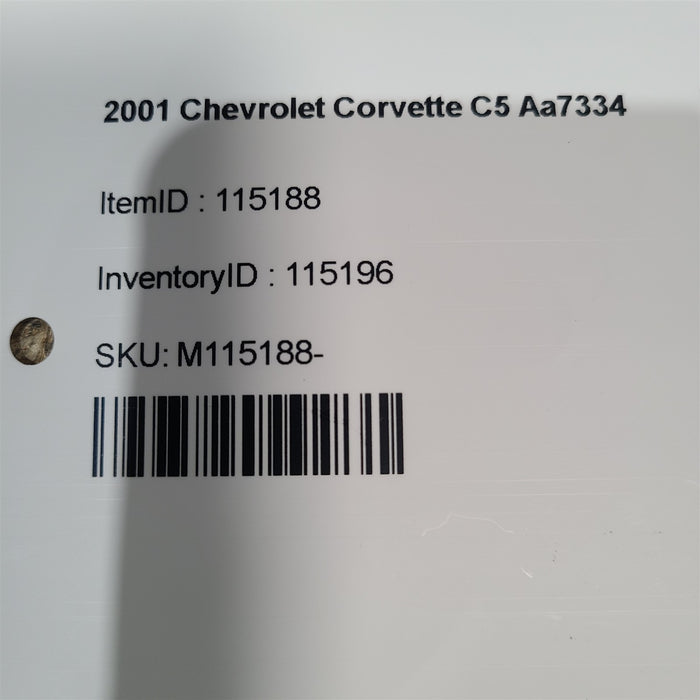 2001 Chevrolet Corvette C5 Aa7334
ItemID : 115188
InventoryID : 115196
SKU: M115188-